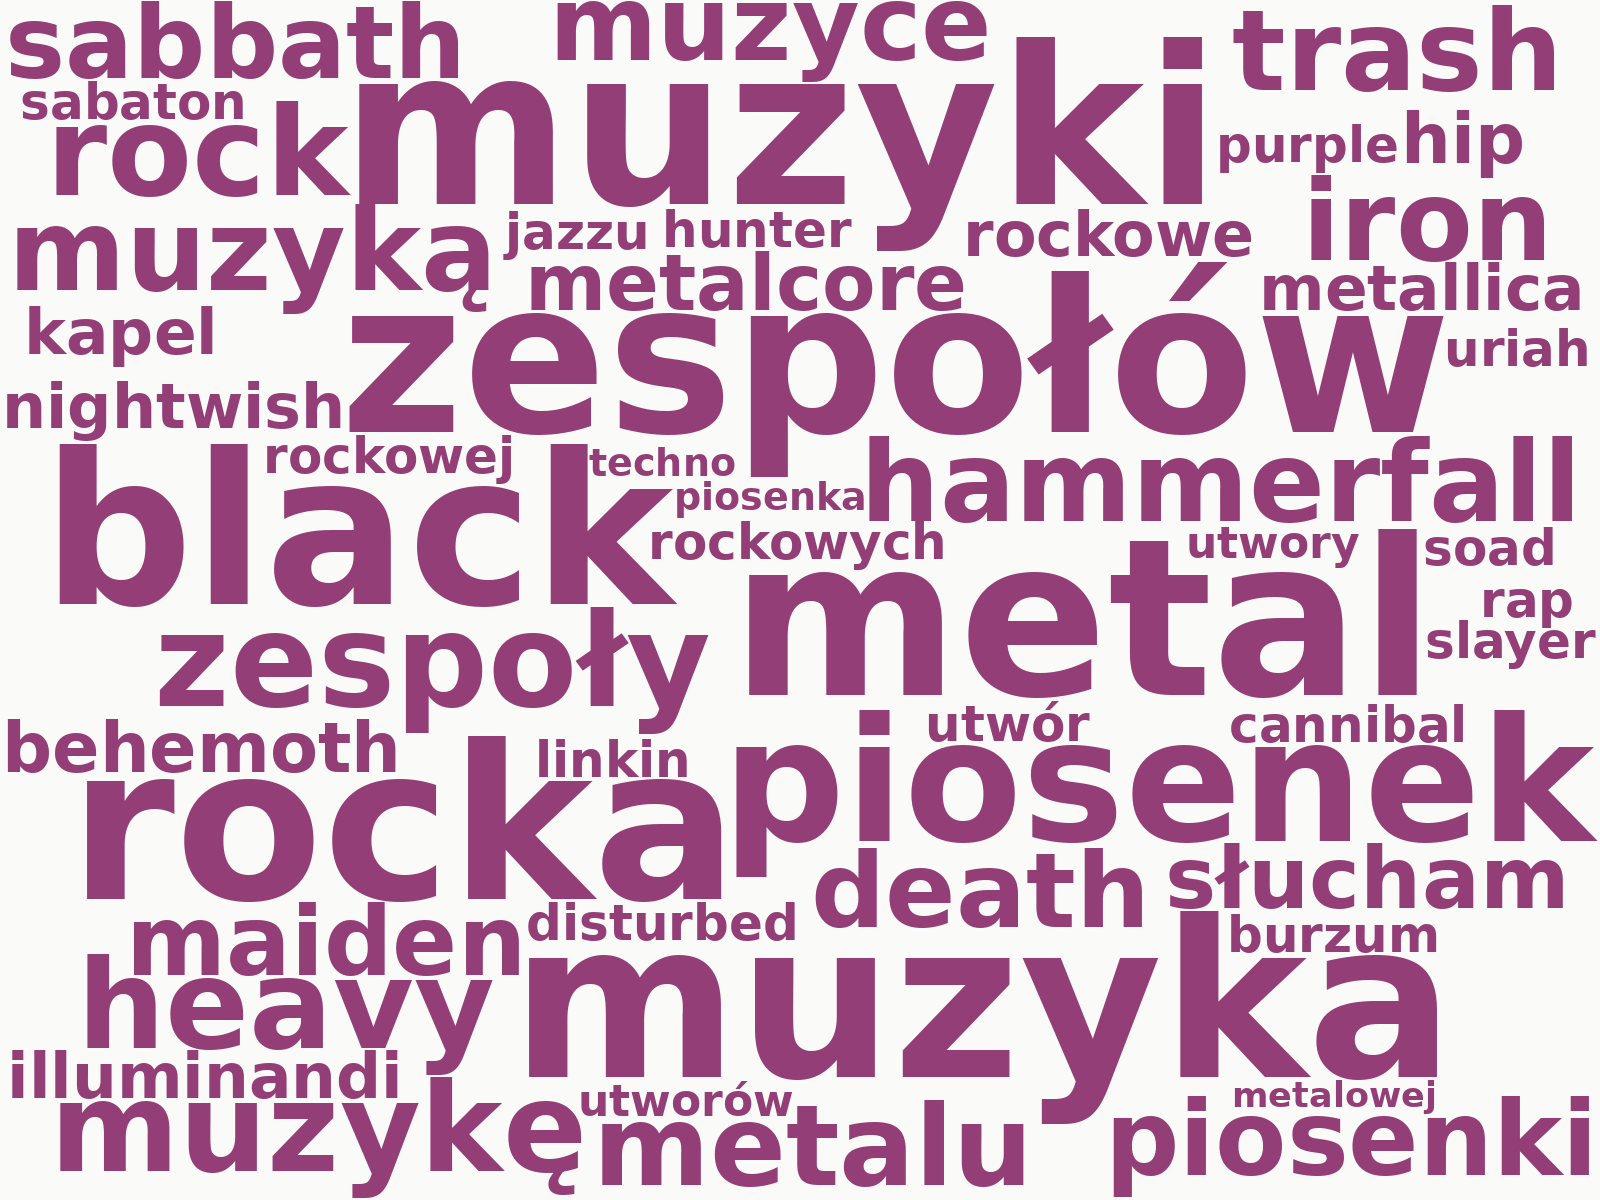 sabbath muzyce trash
sabaton muzyki
rock purple hip
muzyką jazzu hunter rockowe iron
metalcore metallica
kapel zespołów uriah
nightwish
rockowej techno hammerfall
black piosenka
rockowych utwory soad
metal rap
zespoły slayer
behemoth linkin utwór cannibal
rocka piosenek
death słucham
maiden disturbed burzum
heavy muzyka
illuminandi
muzykę utworów metalowej
metalu piosenki